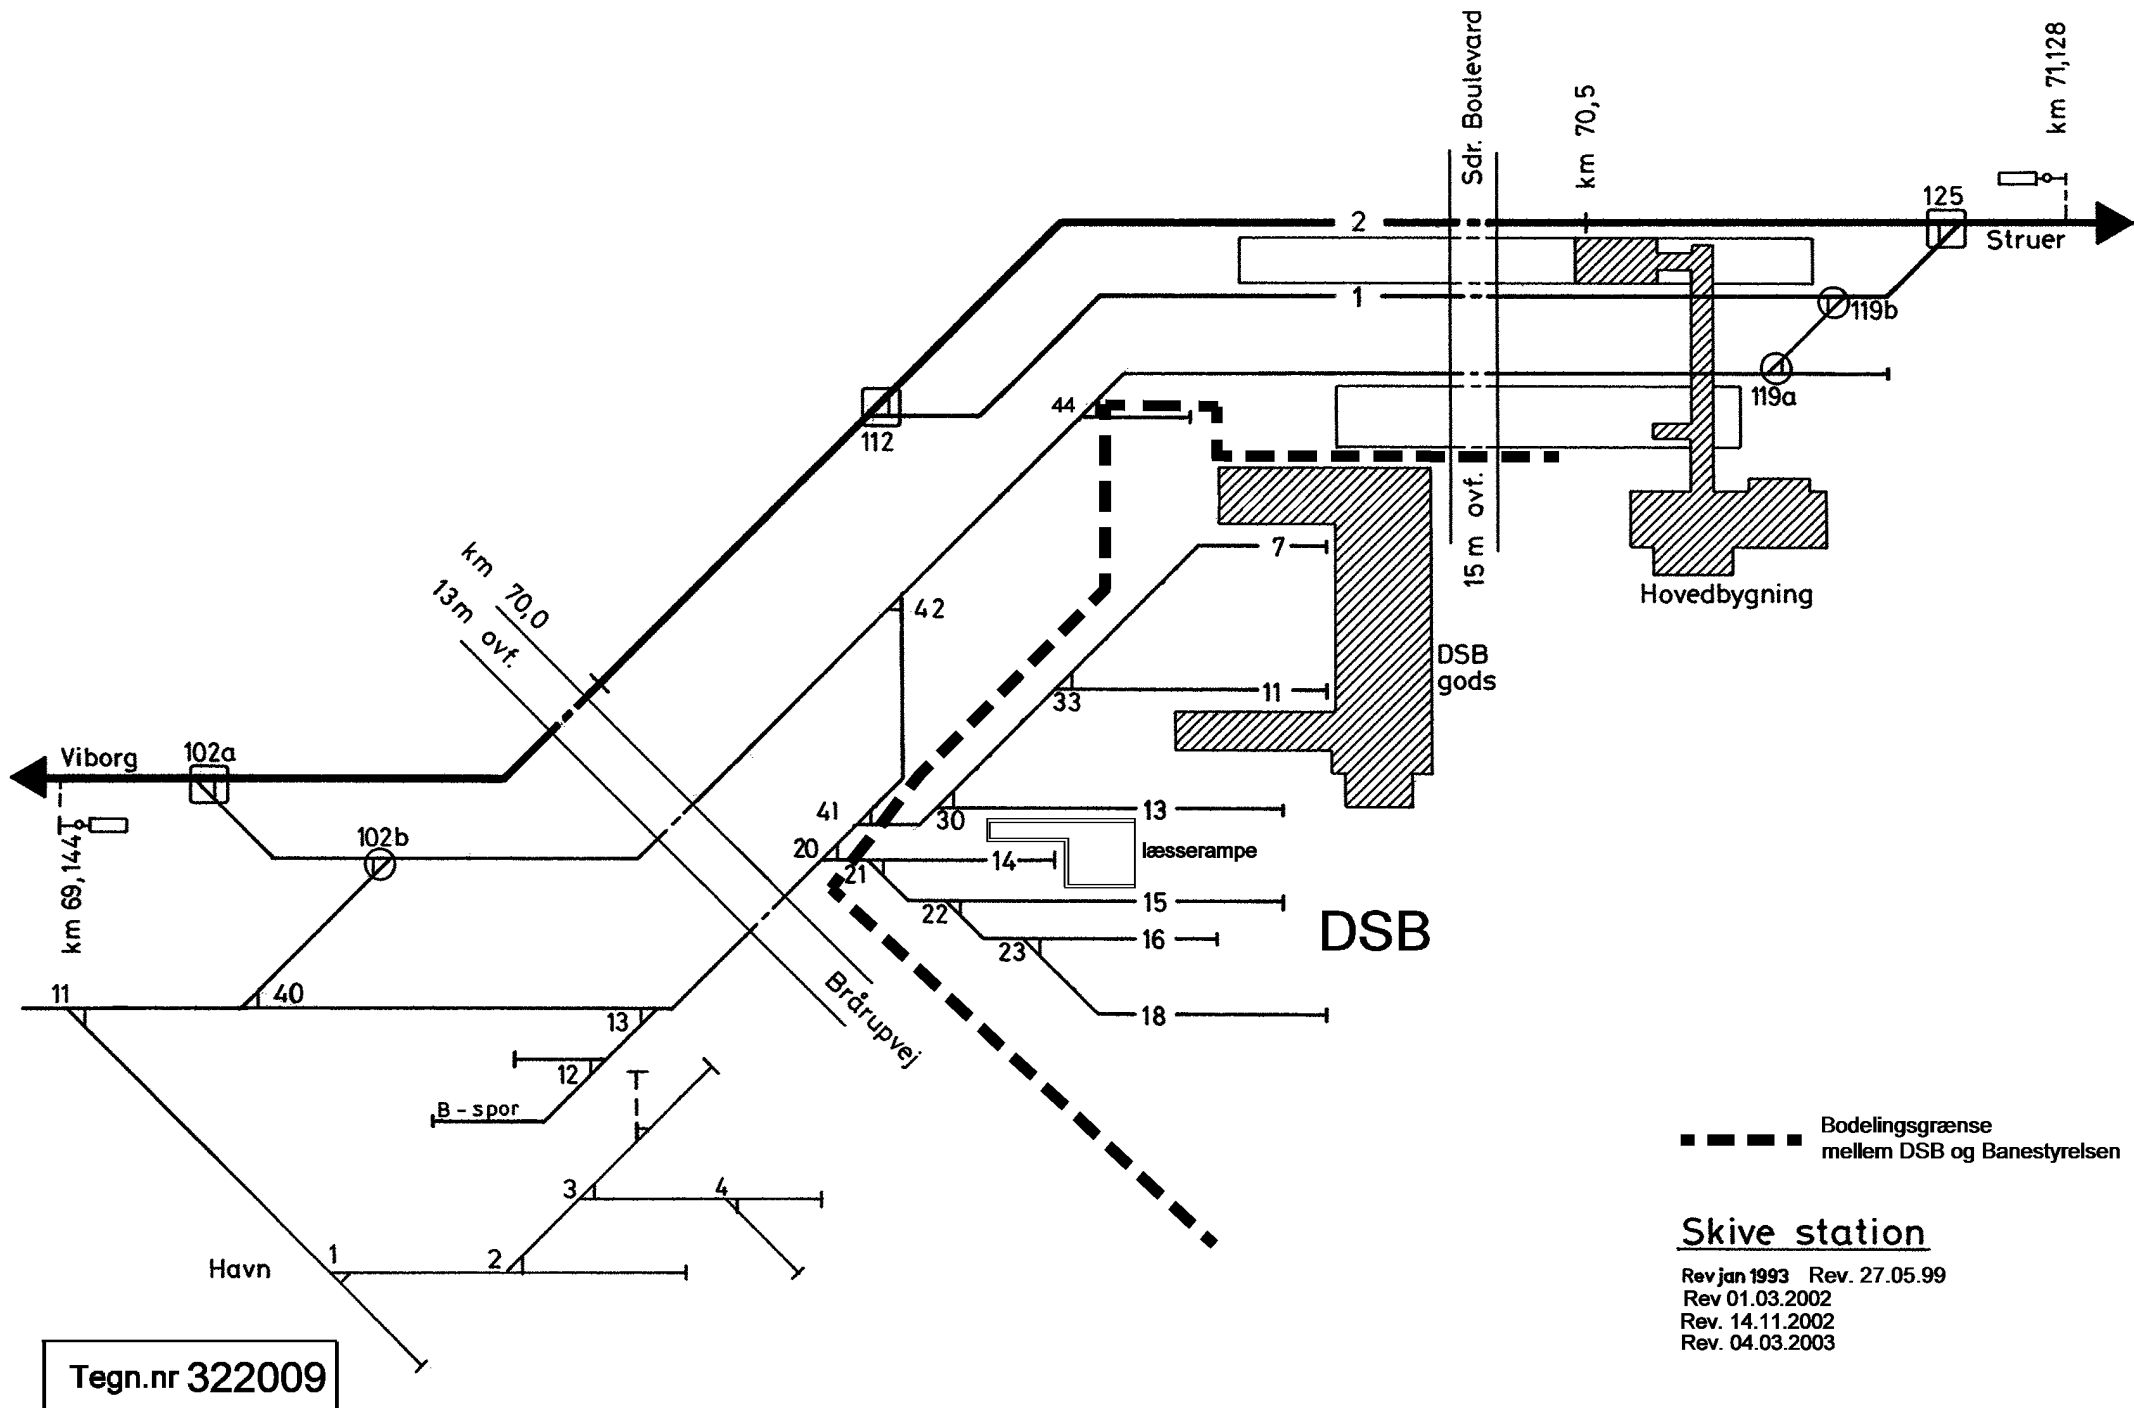 Sdr. Boulevard
km 70,5
km 71,128
125
2
Struer
1
119b
119a
44
112
15 m ovf.
7
Hovedbygning
km 70,0
13m ovf.
42
DSB
gods
11
33
Viborg
102a
41
30
13
102b
20
14
læsserampe
21
km 69,144
22
15
DSB
16
23
11
40
Brårupvej
13
18
12
B - spor
Bodelingsgrænse
mellem DSB og Banestyrelsen
3
4
Skive station
1
2
Havn
Rev jan 1993 Rev. 27.05.99
Rev 01.03.2002
Rev. 14.11.2002
Rev. 04.03.2003
Tegn.nr 322009